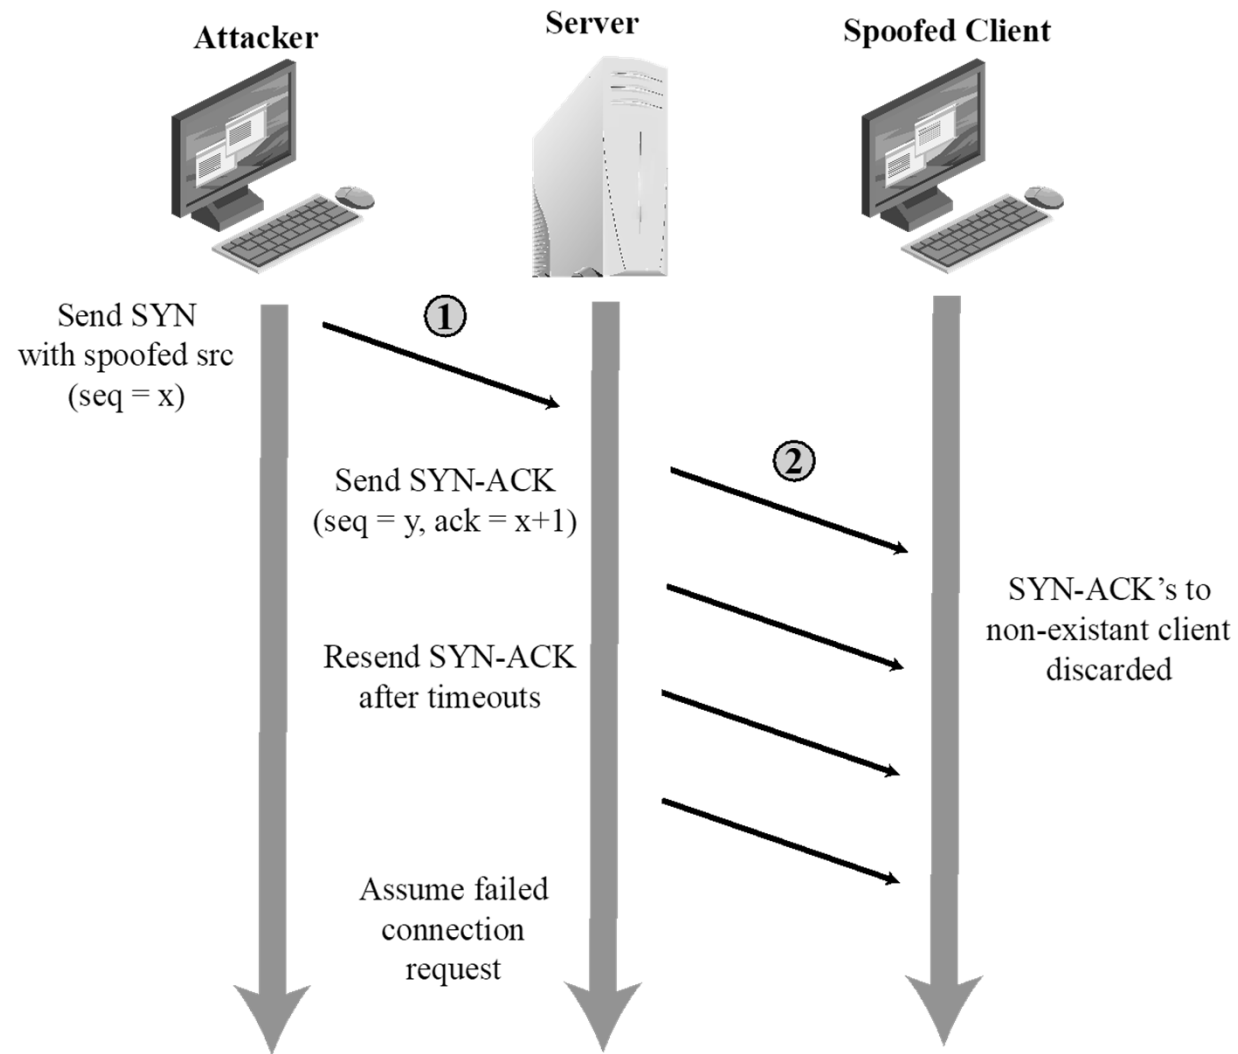 Attacker
Server
Spoofed Client
Send SYN
with spoofed src
(seq = x)
1
2
Send SYN-ACK
(seq = y, ack = x+1)
SYN-ACK’s to
non-existant client
discarded
Resend SYN-ACK
after timeouts
Assume failed
connection
request